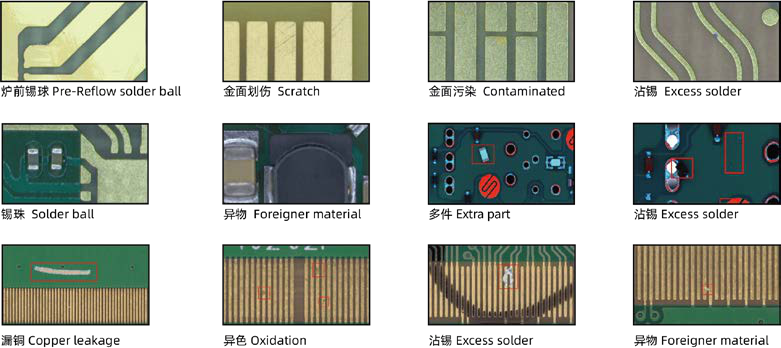 炉前锡球 Pre-Reflow solder ball
金面划伤 Scratch
金面污染 Contaminated
沾锡 Excess solder
锡珠 Solder ball
异物 Foreigner material
多件 Extra part
沾锡 Excess solder
漏铜 Copper leakage
异色 Oxidation
沾锡 Excess solder
异物 Foreigner material